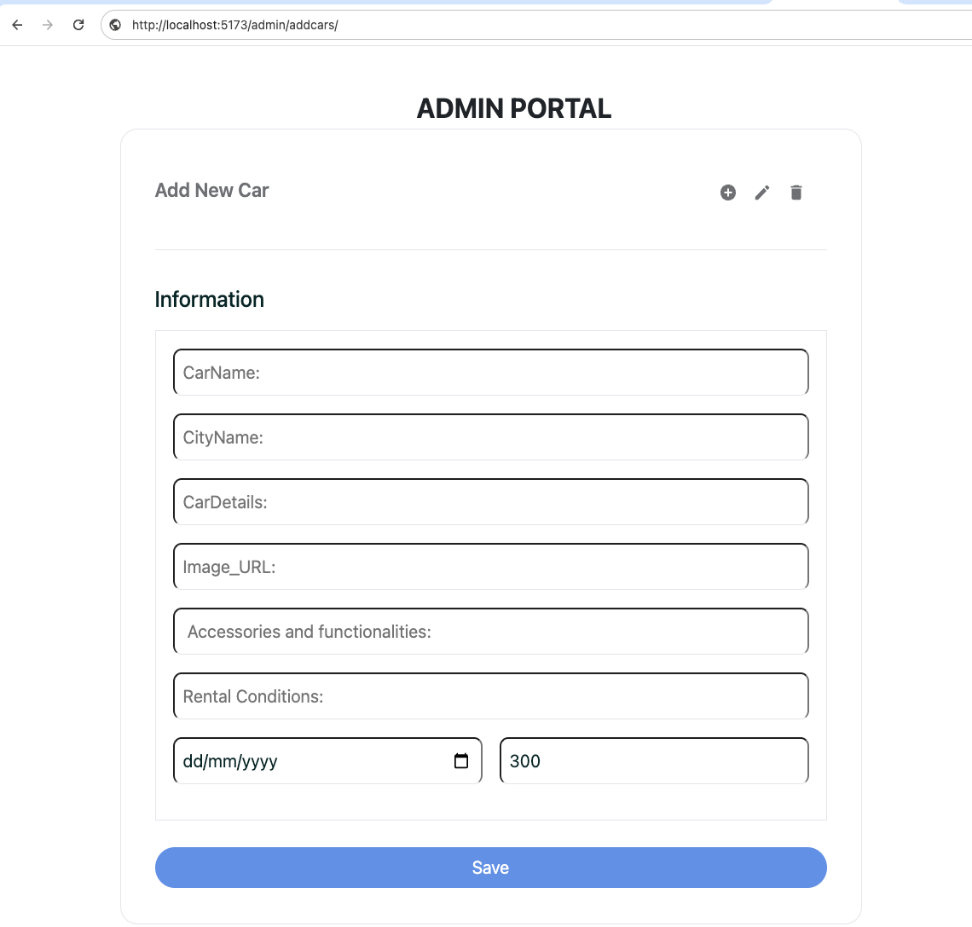 http://localhost:5173/admin/addcars/
ADMIN PORTAL
Add New Car
Information
CarName:
CityName:
CarDetails:
Image_URL:
Accessories and functionalities:
Rental Conditions:
dd/mm/yyyy 300
Save